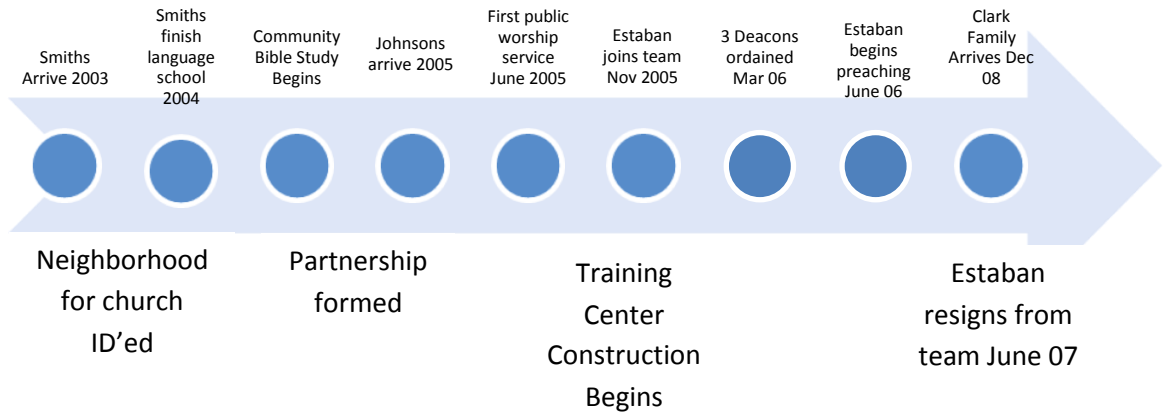 Smiths
Arrive 2003
Smiths
finish
language
school
2004
Community
Bible Study
Begins
Johnsons
arrive 2005
First public
worship
service
June 2005
Estaban
joins team
Nov 2005
3 Deacons
ordained
Mar 06
Estaban
begins
preaching
June 06
Clark
Family
Arrives Dec
08
Neighborhood
for church
ID'ed
Partnership
formed
Training
Center
Construction
Begins
Estaban
resigns from
team June 07